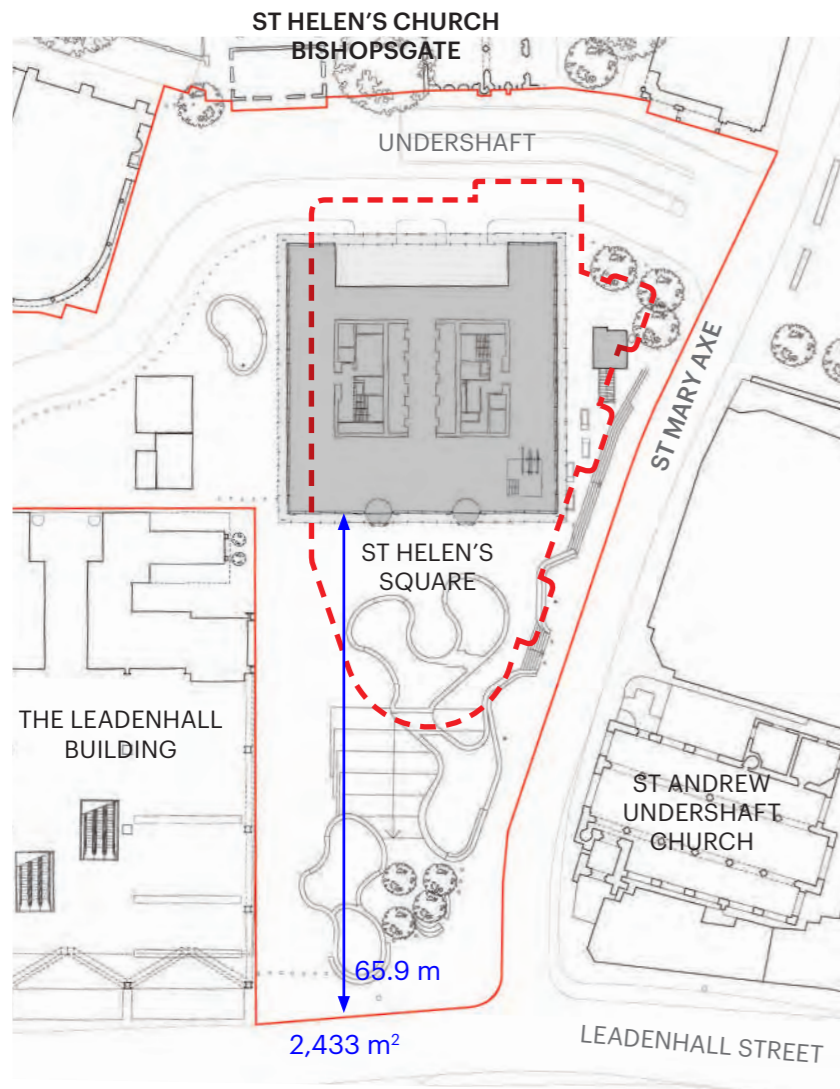 ST HELEN'S CHURCH
BISHOPSGATE
UNDERSHAFT
ST MARY AXE
ST HELEN'S
SQUARE
THE LEADENHALL
BUILDING
ST ANDREW
UNDERSHAFT
CHURCH
65.9 m
2,433 m²
LEADENHALL STREET